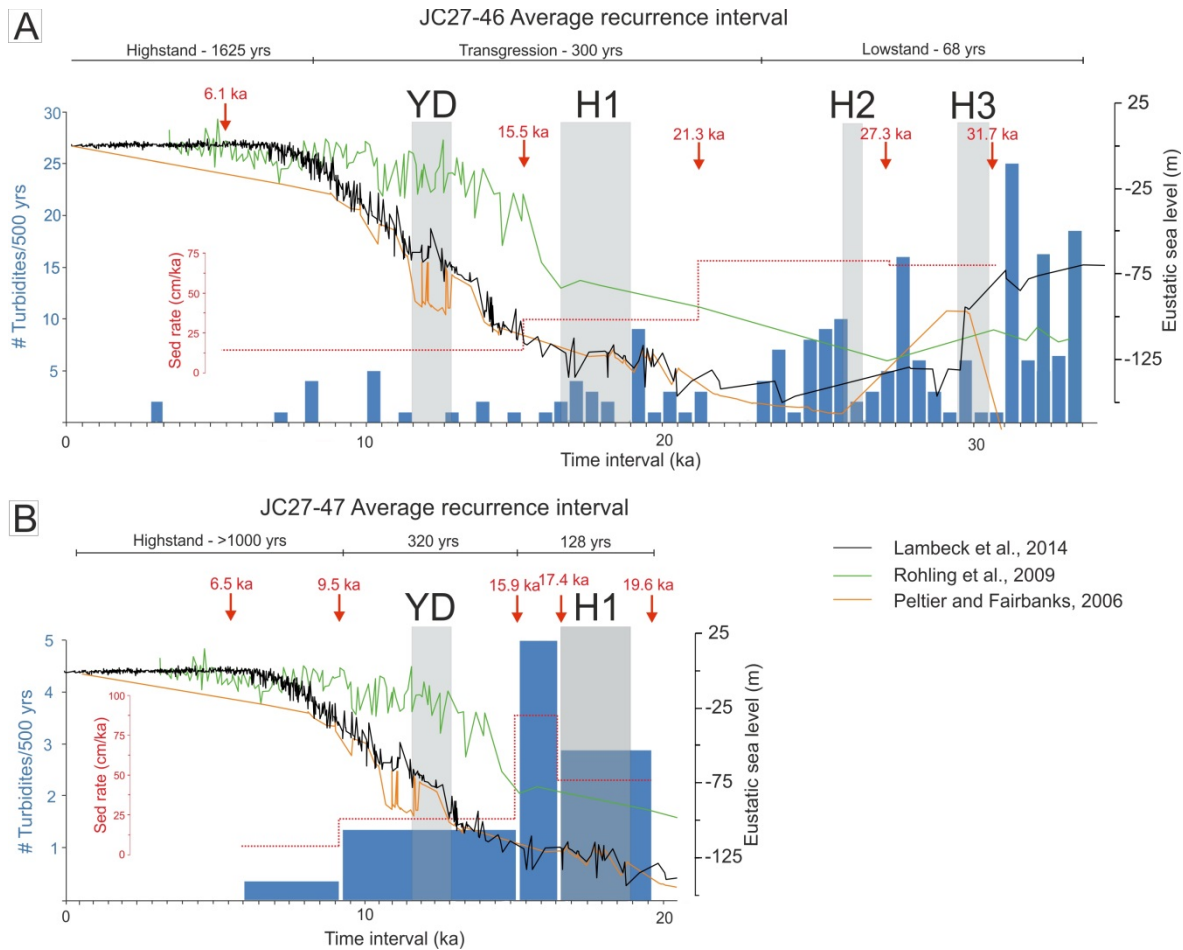 A
JC27-46 Average recurrence interval
Highstand - 1625 yrs
Transgression - 300 yrs
Lowstand - 68 yrs
YD
H1
H2
H3
6.1 ka
15.5 ka
21.3 ka
27.3 ka
31.7 ka
# Turbidites/500 yrs
30
25
20
15
10
5
Sed rate (cm/ka)
75
50
25
0
Eustatic sea level (m)
25
0
-25
-75
-125
0
10
20
30
Time interval (ka)
B
JC27-47 Average recurrence interval
Highstand - >1000 yrs
320 yrs
128 yrs
6.5 ka
9.5 ka
15.9 ka
17.4 ka
19.6 ka
YD
H1
# Turbidites/500 yrs
5
4
3
2
1
Sed rate (cm/ka)
100
75
50
25
0
Eustatic sea level (m)
25
0
-25
-75
-125
0
10
20
Time interval (ka)
Lambeck et al., 2014
Rohling et al., 2009
Peltier and Fairbanks, 2006